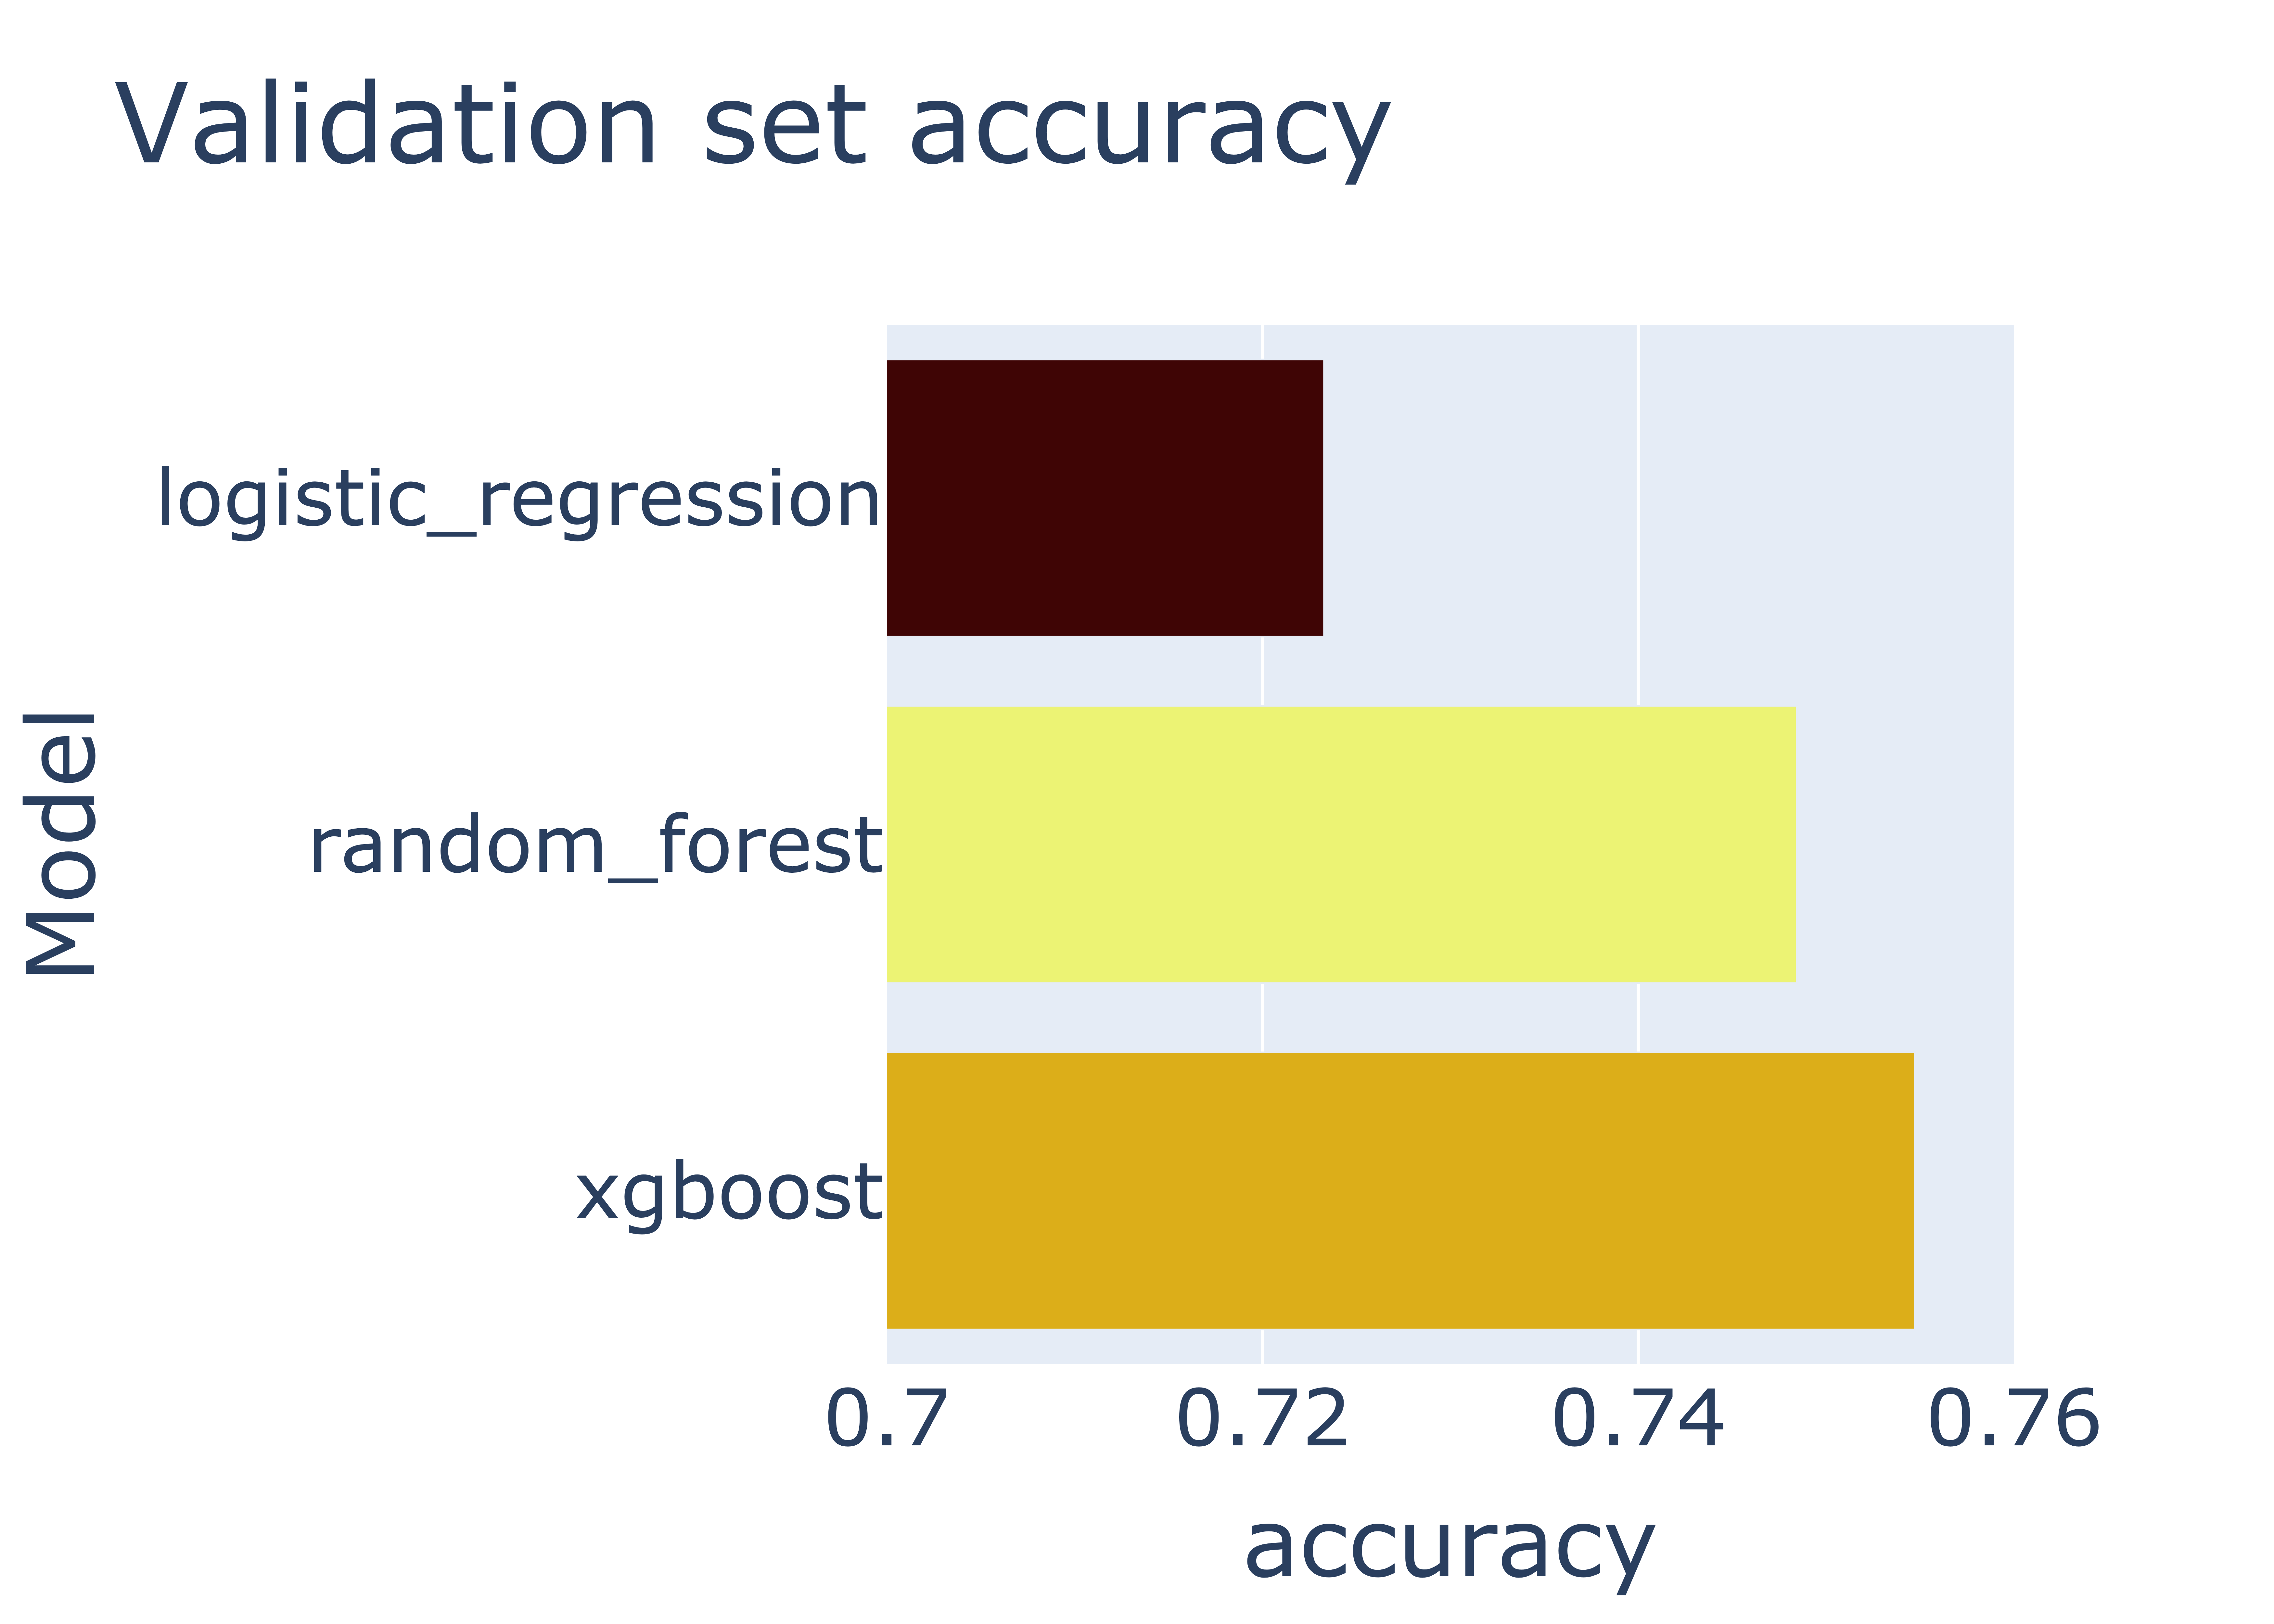 Validation set accuracy
logistic_regression
random_forest
xgboost
Model
0.7 0.72 0.74 0.76
accuracy